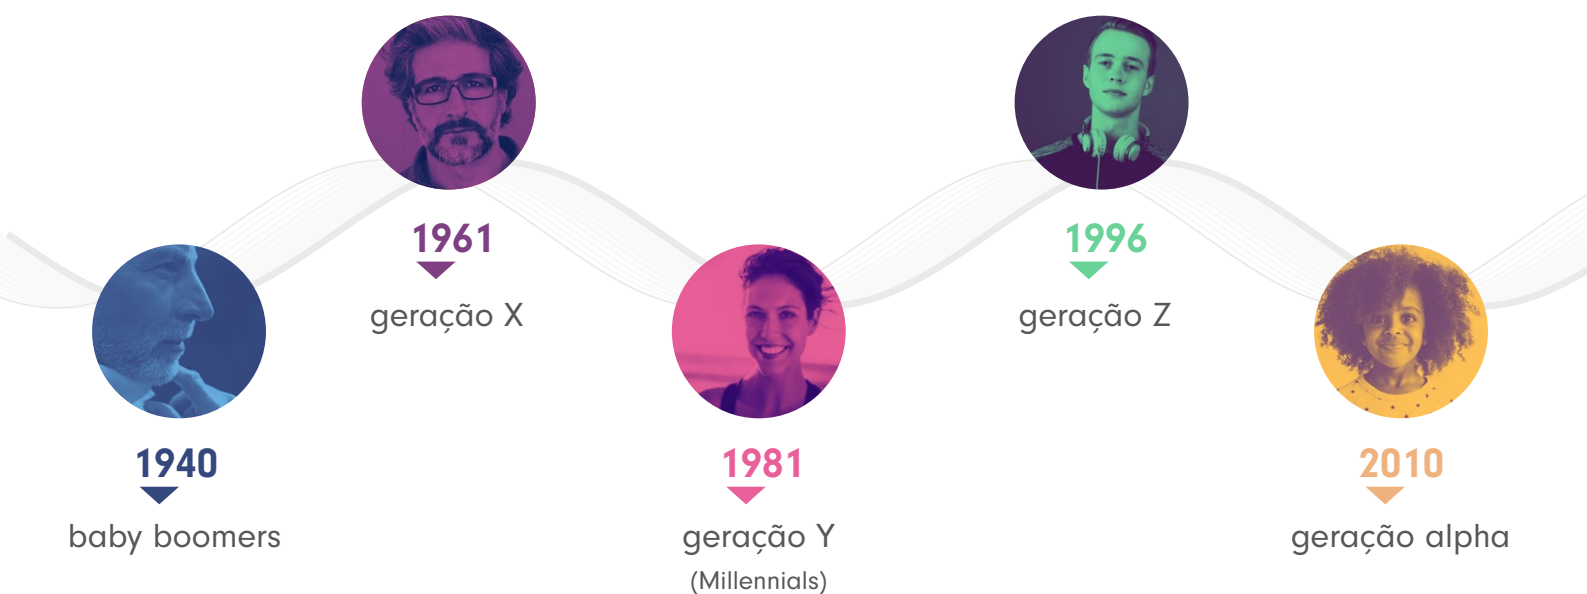 1940
baby boomers
1961
geração X
1981
geração Y
(Millennials)
1996
geração Z
2010
geração alpha